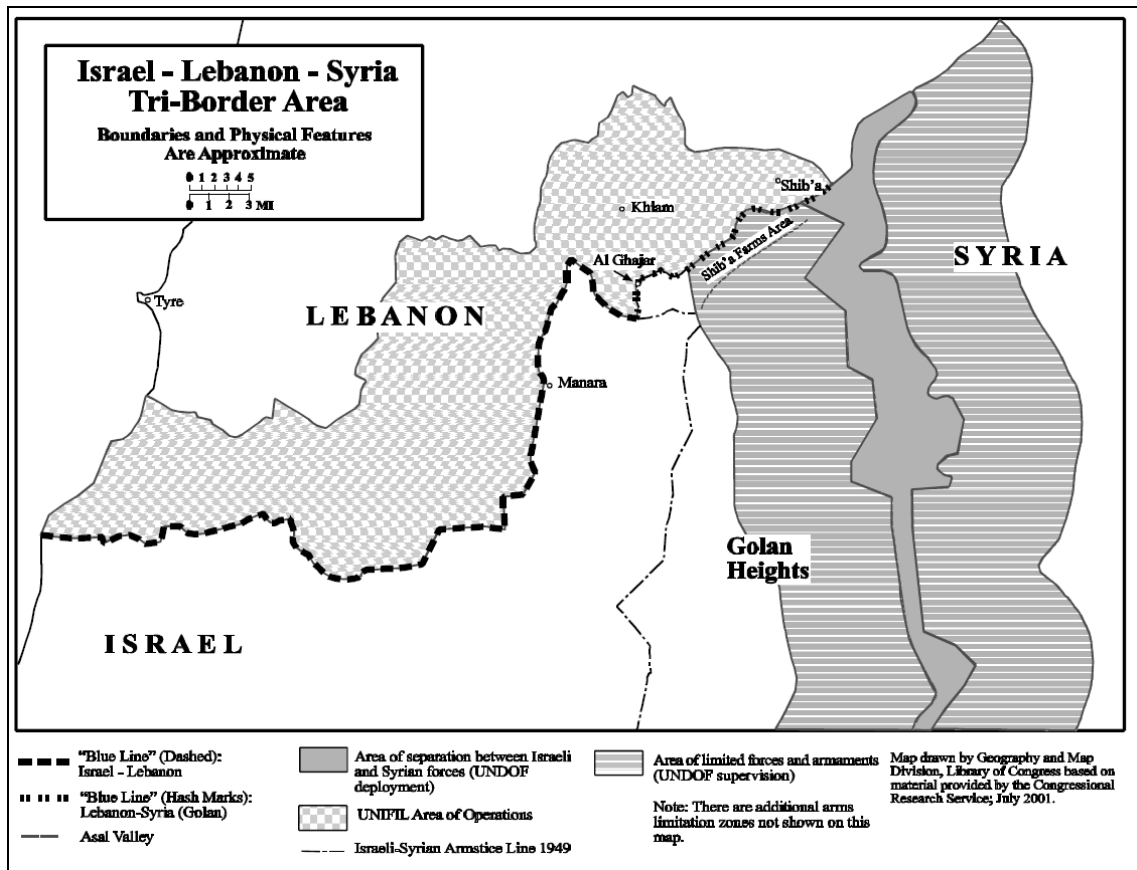 Israel - Lebanon - Syria
Tri-Border Area
Boundaries and Physical Features
Are Approximate
0 1 2 3 4 5
0 1 2 3 MI
Shib'a
Khlam
Al Ghajar
Shib'a Farms Area
SYRIA
Tyre
LEBANON
Manara
Golan
Heights
ISRAEL
"Blue Line" (Dashed):
Israel - Lebanon
"Blue Line" (Hash Marks):
Lebanon-Syria (Golan)
Asal Valley
Area of separation between Israeli
and Syrian forces (UNDOF
deployment)
UNIFIL Area of Operations
Israeli-Syrian Armstice Line 1949
Area of limited forces and armaments
(UNDOF supervision)
Note: There are additional arms
limitation zones not shown on this
map.
Map drawn by Geography and Map
Division, Library of Congress based on
material provided by the Congressional
Research Service; July 2001.